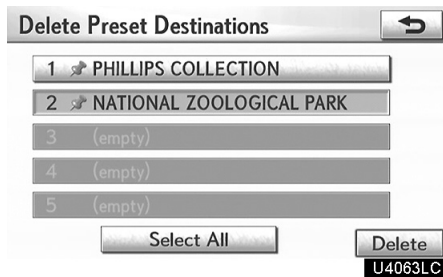 Delete Preset Destinations
1 PHILLIPS COLLECTION
2 NATIONAL ZOOLOGICAL PARK
3 (empty)
4 (empty)
5 (empty)
Select All
Delete
U4063LC